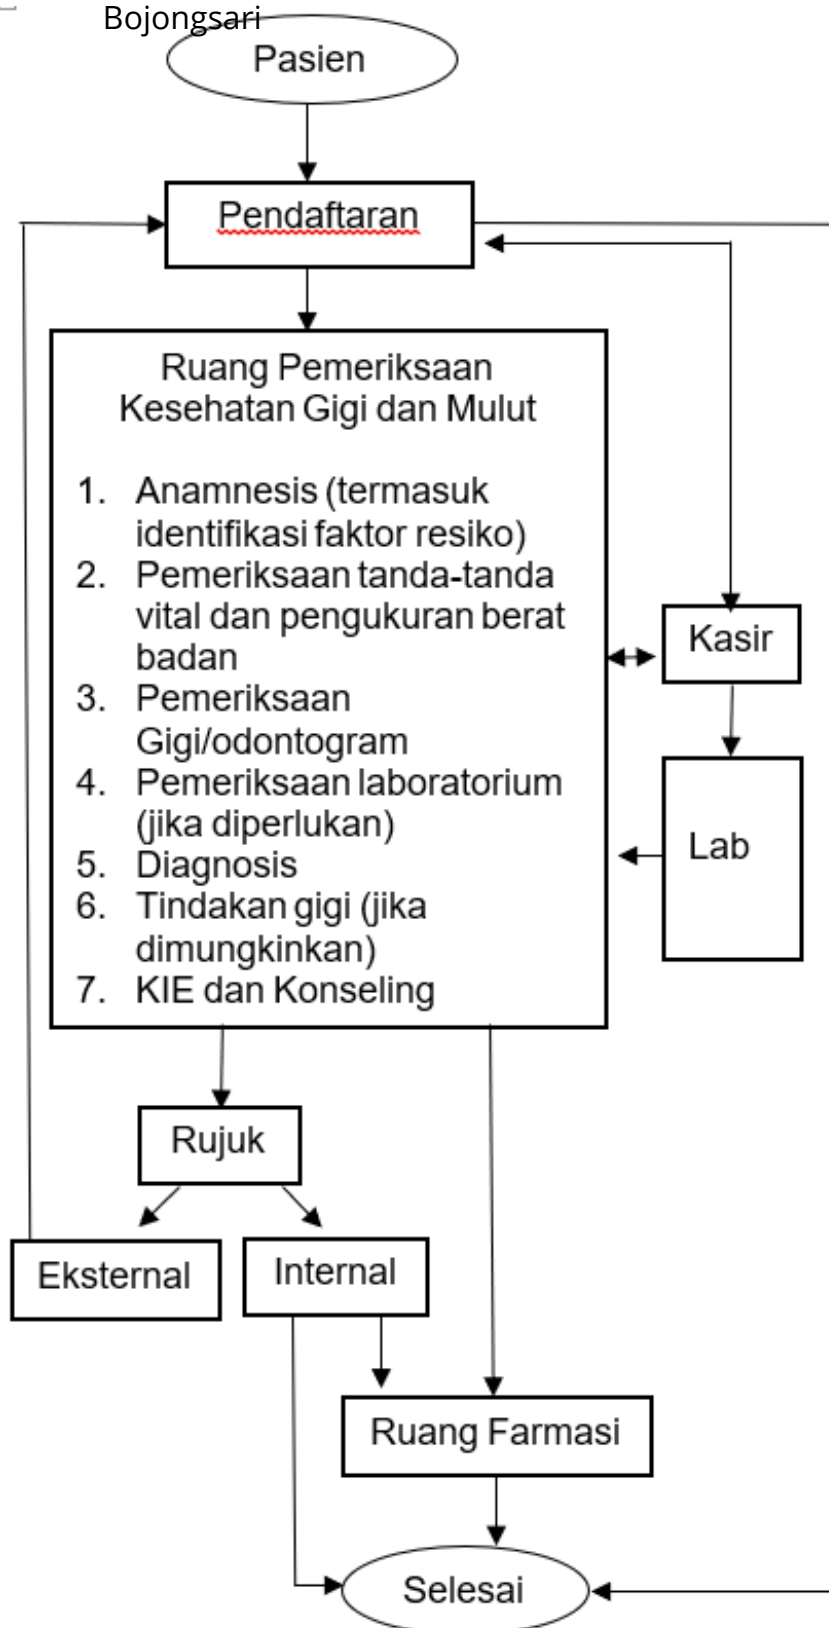 Bojongsari
Pasien
Pendaftaran
Ruang Pemeriksaan
Kesehatan Gigi dan Mulut
1. Anamnesis (termasuk
identifikasi faktor resiko)
2. Pemeriksaan tanda-tanda
vital dan pengukuran berat
badan
3. Pemeriksaan
Gigi/odontogram
4. Pemeriksaan laboratorium
(jika diperlukan)
5. Diagnosis
6. Tindakan gigi (jika
dimungkinkan)
7. KIE dan Konseling
Kasir
Lab
Rujuk
Eksternal
Internal
Ruang Farmasi
Selesai